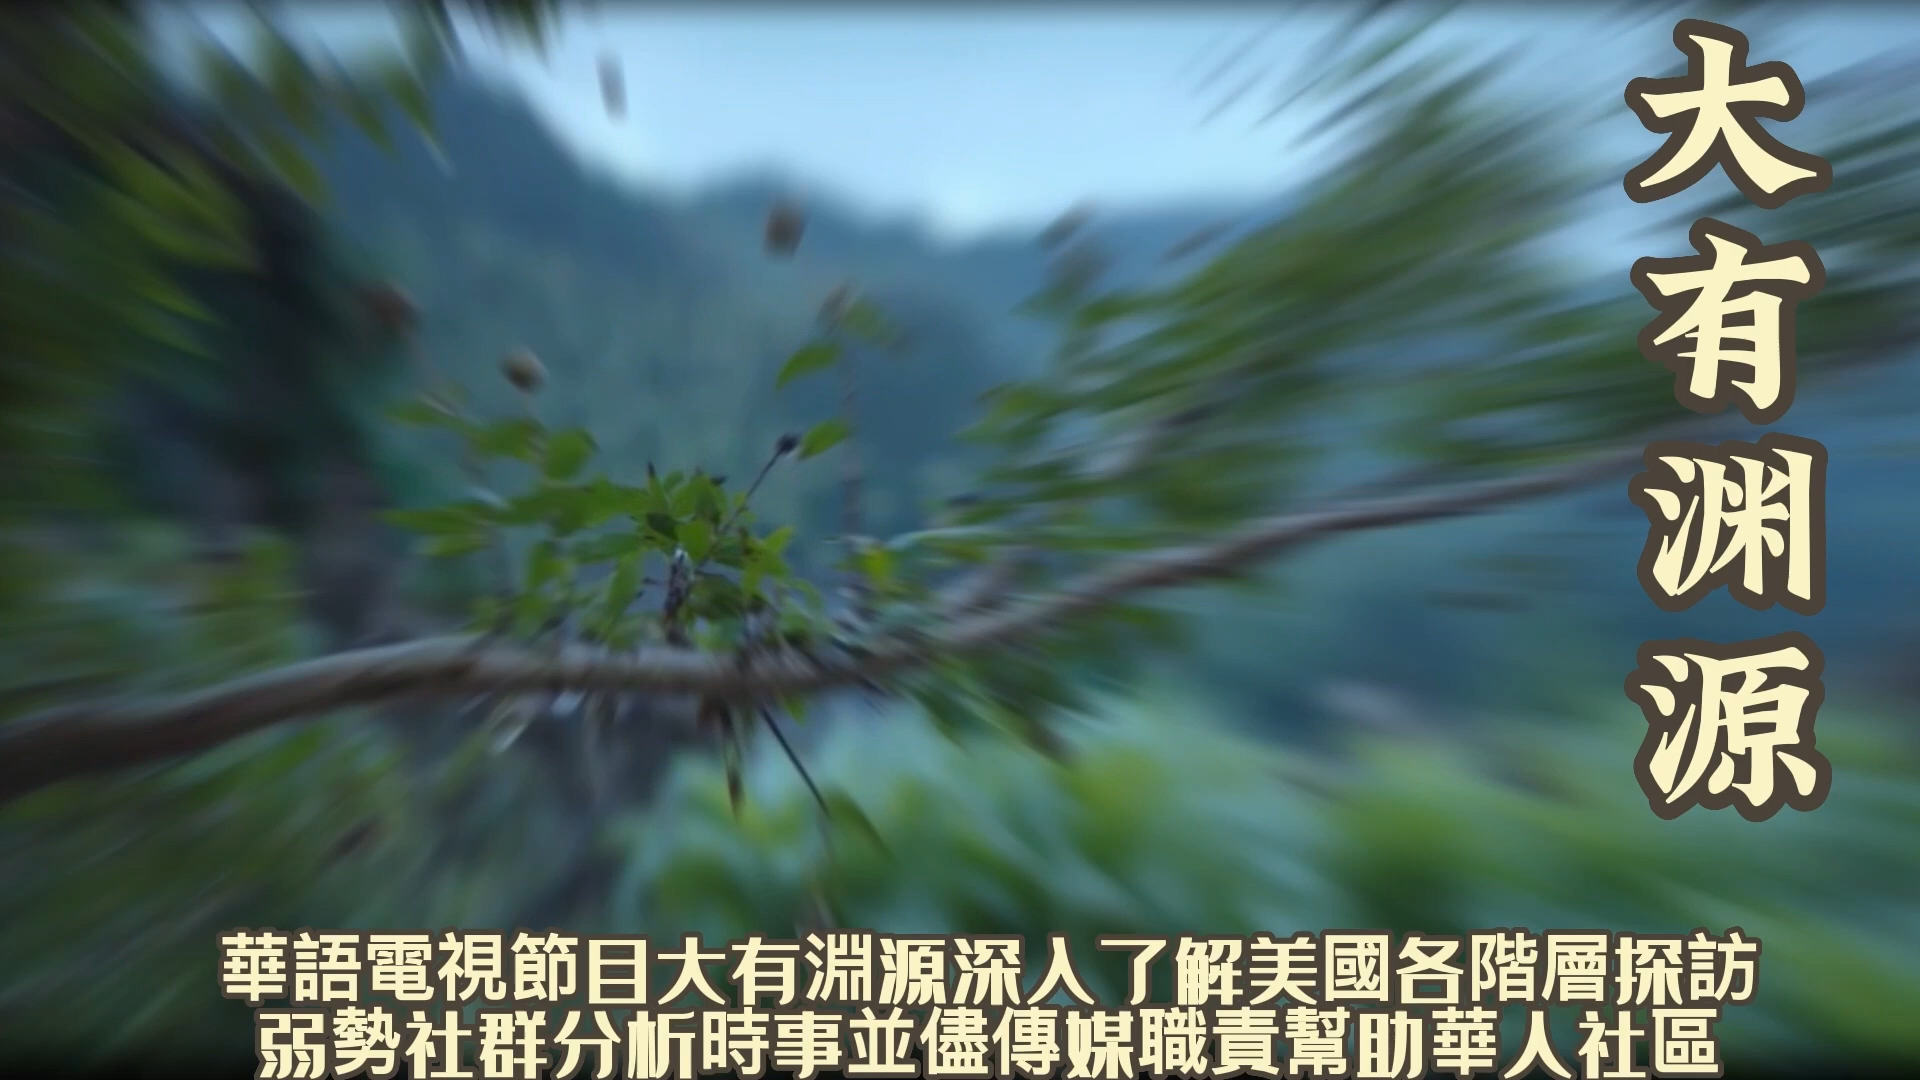 大有渊源
華語電視節目大有淵源深入了解美國各階層探訪
弱勢社群分析時事並儘傳媒職責幫助華人社區